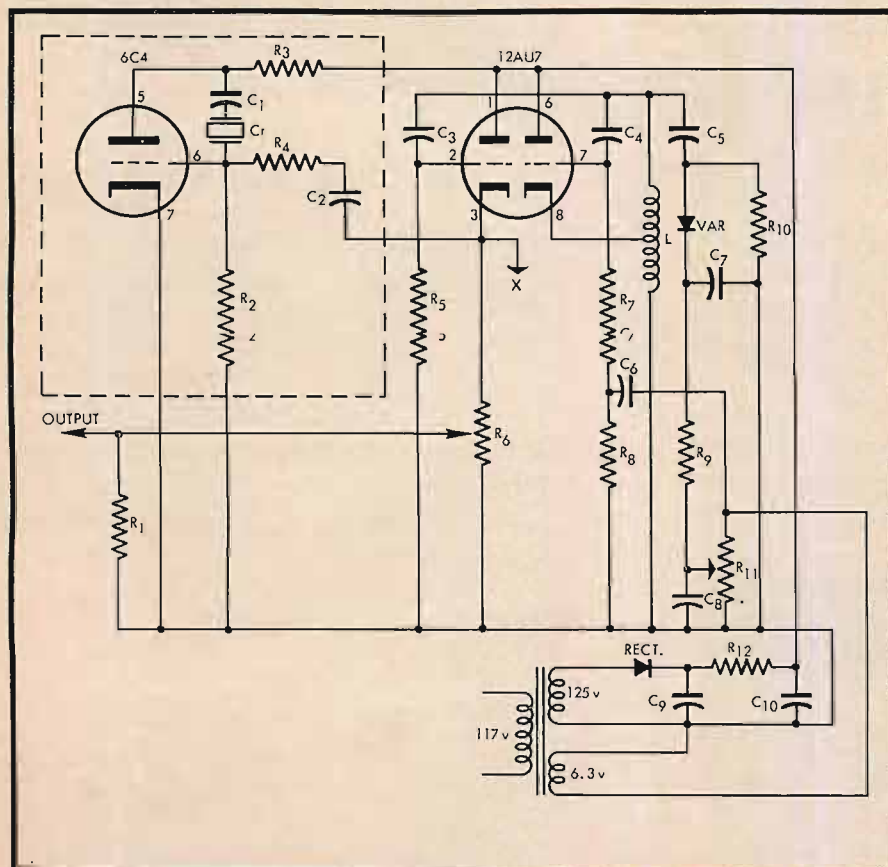 6C4
R3
12AU7
5
C1
Cr
6
R4
7
C2
1
6
C3
2
7
3
8
C4
C5
L
VAR
R10
C7
X
R2
R5
R7
C6
OUTPUT
R6
R8
R9
R1
R11
C8
RECT.
R12
125v
C9
C10
117v
6.3v